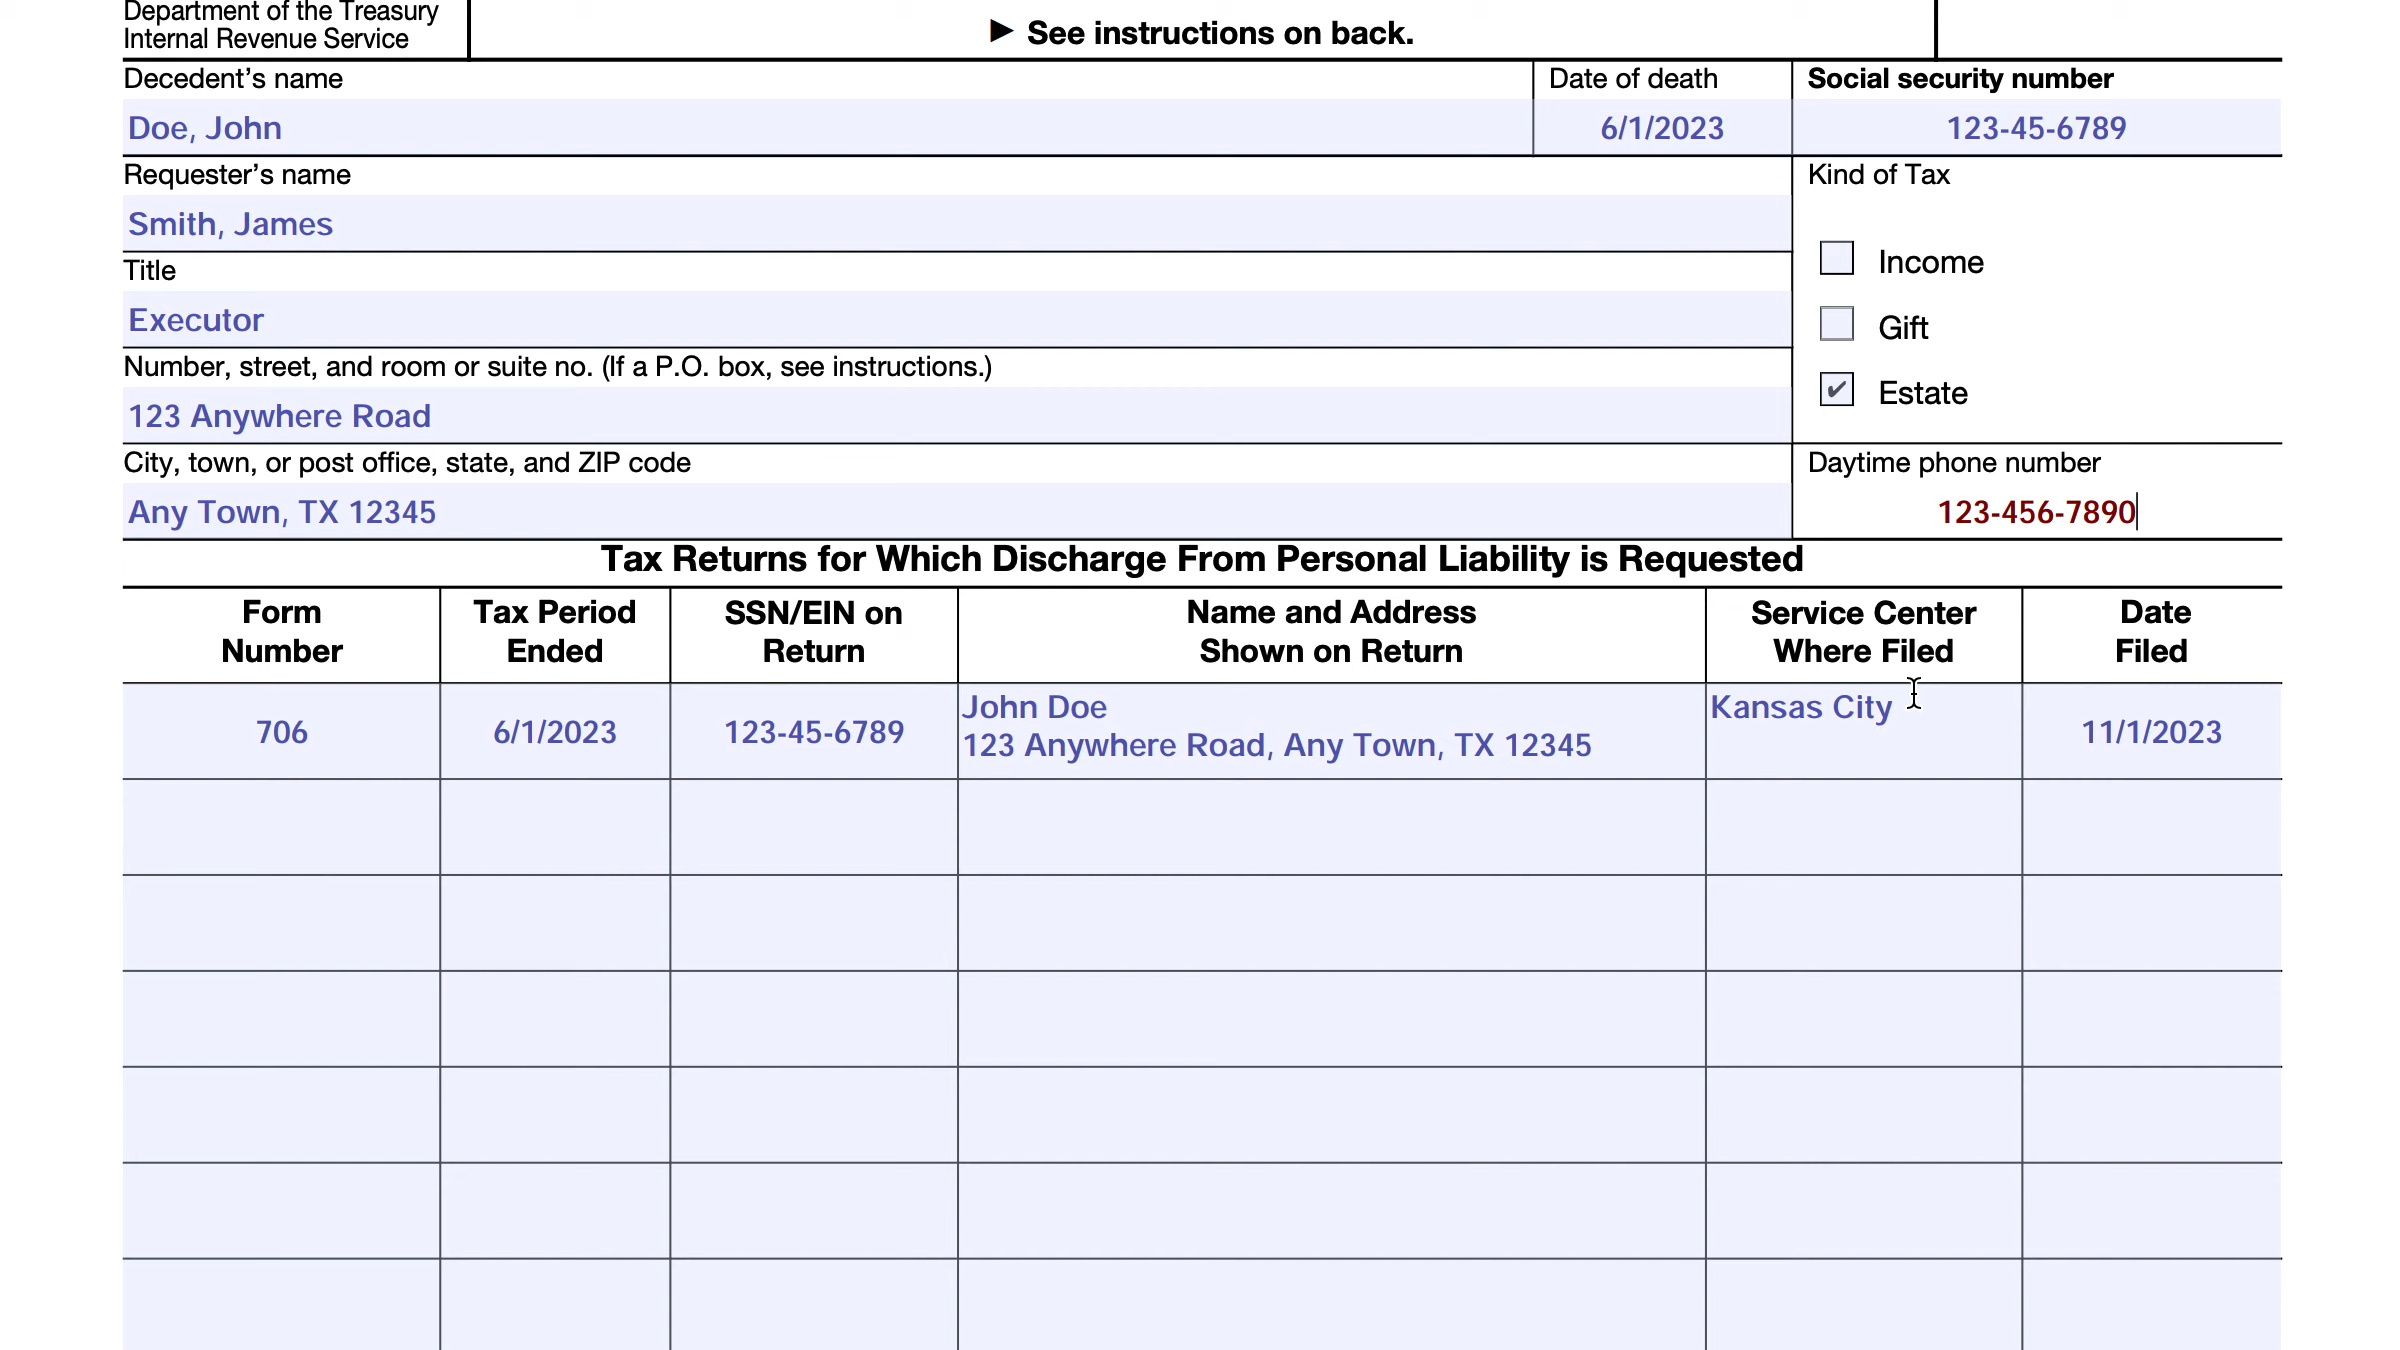 Department of the Treasury
Internal Revenue Service
► See instructions on back.
Decedent’s name
Date of death
Social security number
Doe, John
6/1/2023
123-45-6789
Requester’s name
Kind of Tax
Smith, James
Income
Title
Executor
Gift
Number, street, and room or suite no. (If a P.O. box, see instructions.)
✔ Estate
123 Anywhere Road
City, town, or post office, state, and ZIP code
Daytime phone number
Any Town, TX 12345
123-456-7890
Tax Returns for Which Discharge From Personal Liability is Requested
Form
Number
Tax Period
Ended
SSN/EIN on
Return
Name and Address
Shown on Return
Service Center
Where Filed
Date
Filed
706
6/1/2023
123-45-6789
John Doe
123 Anywhere Road, Any Town, TX 12345
Kansas City
11/1/2023